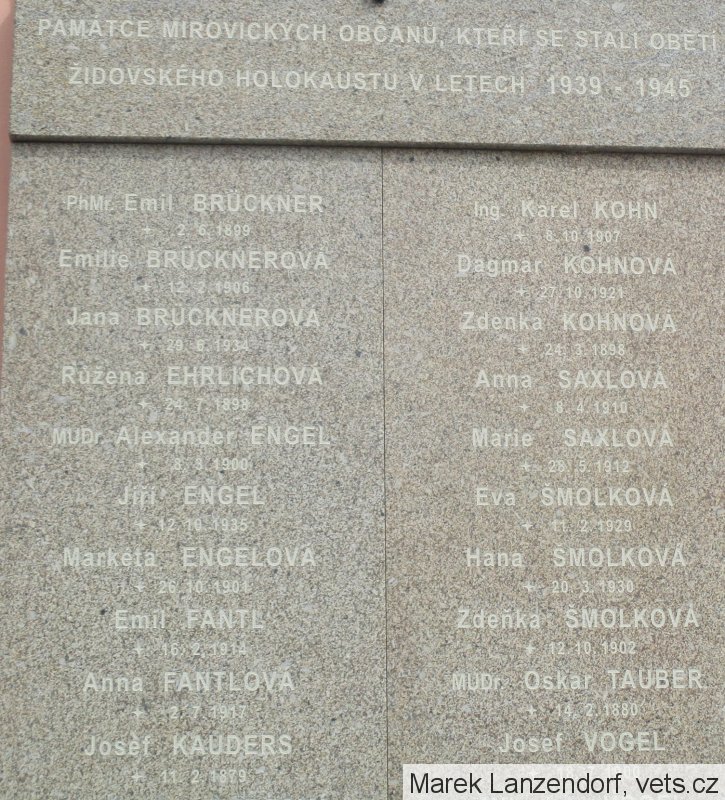 PAMÁTCE MIROVICKÝCH OBČANŮ, KTEŘÍ SE STALI OBĚTÍ
ŽIDOVSKÉHO HOLOKAUSTU V LETECH 1939 - 1945
PhMr. Emil BRÜCKNER
+ 2. 6. 1899
Emilie BRÜCKNEROVÁ
+ 12. 2. 1906
Jana BRÜCKNEROVÁ
+ 29. 6. 1934
Růžena EHRLICHOVÁ
+ 24. 7. 1898
MUDr. Alexander ENGEL
+ 3. 3. 1900
Jiří ENGEL
+ 12. 10. 1935
Markéta ENGELOVÁ
+ 26. 10. 1901
Emil FANTL
+ 16. 2. 1914
Anna FANTLOVÁ
+ 2. 7. 1917
Josef KAUDERS
+ 11. 2. 1879
Ing. Karel KOHN
+ 6. 10. 1907
Dagmar KOHNOVÁ
+ 27. 10. 1921
Zdeňka KOHNOVÁ
+ 24. 3. 1898
Anna SAXLOVÁ
+ 8. 4. 1910
Marie SAXLOVÁ
+ 28. 5. 1912
Eva ŠMOLKOVÁ
+ 11. 2. 1929
Hana ŠMOLKOVÁ
+ 20. 3. 1930
Zdeňka ŠMOLKOVÁ
+ 12. 10. 1902
MUDr. Oskar TAUBER
+ 14. 2. 1880
Josef VOGEL
Marek Lanzendorf, vets.cz